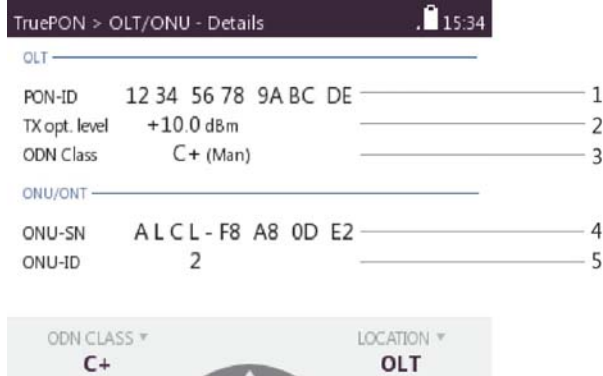 TruePON > OLT/ONU - Details 15:34
OLT
PON-ID 12 34 56 78 9A BC DE 1
TX opt. level +10.0 dBm 2
ODN Class C+ (Man) 3
ONU/ONT
ONU-SN A L C L - F8 A8 0D E2 4
ONU-ID 2 5
ODN CLASS LOCATION
C+ OLT